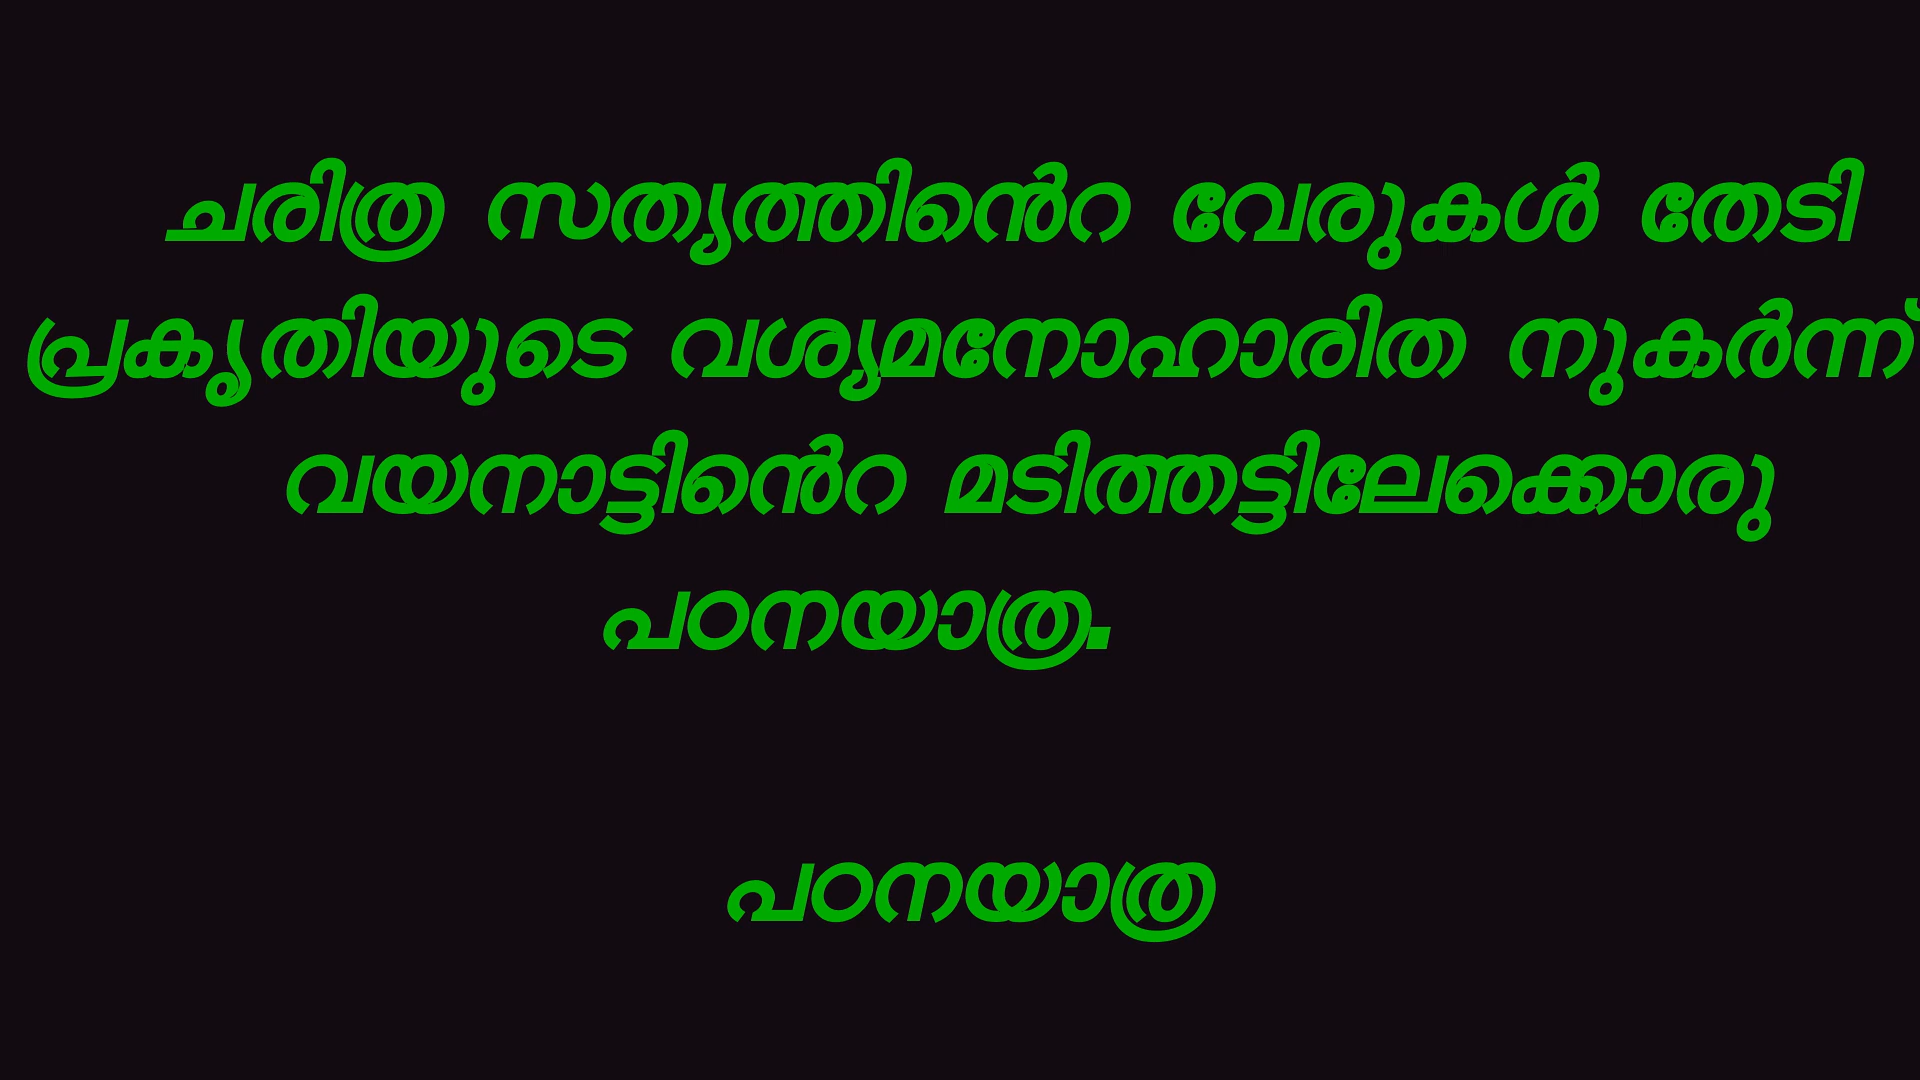 ചരിത്ര സത്യത്തിൻെറ വേരുകൾ തേടി
പ്രകൃതിയുടെ വശ്യമനോഹാരിത നുകർന്ന്
വയനാട്ടിൻെറ മടിത്തട്ടിലേക്കൊരു
പഠനയാത്ര.
പഠനയാത്ര